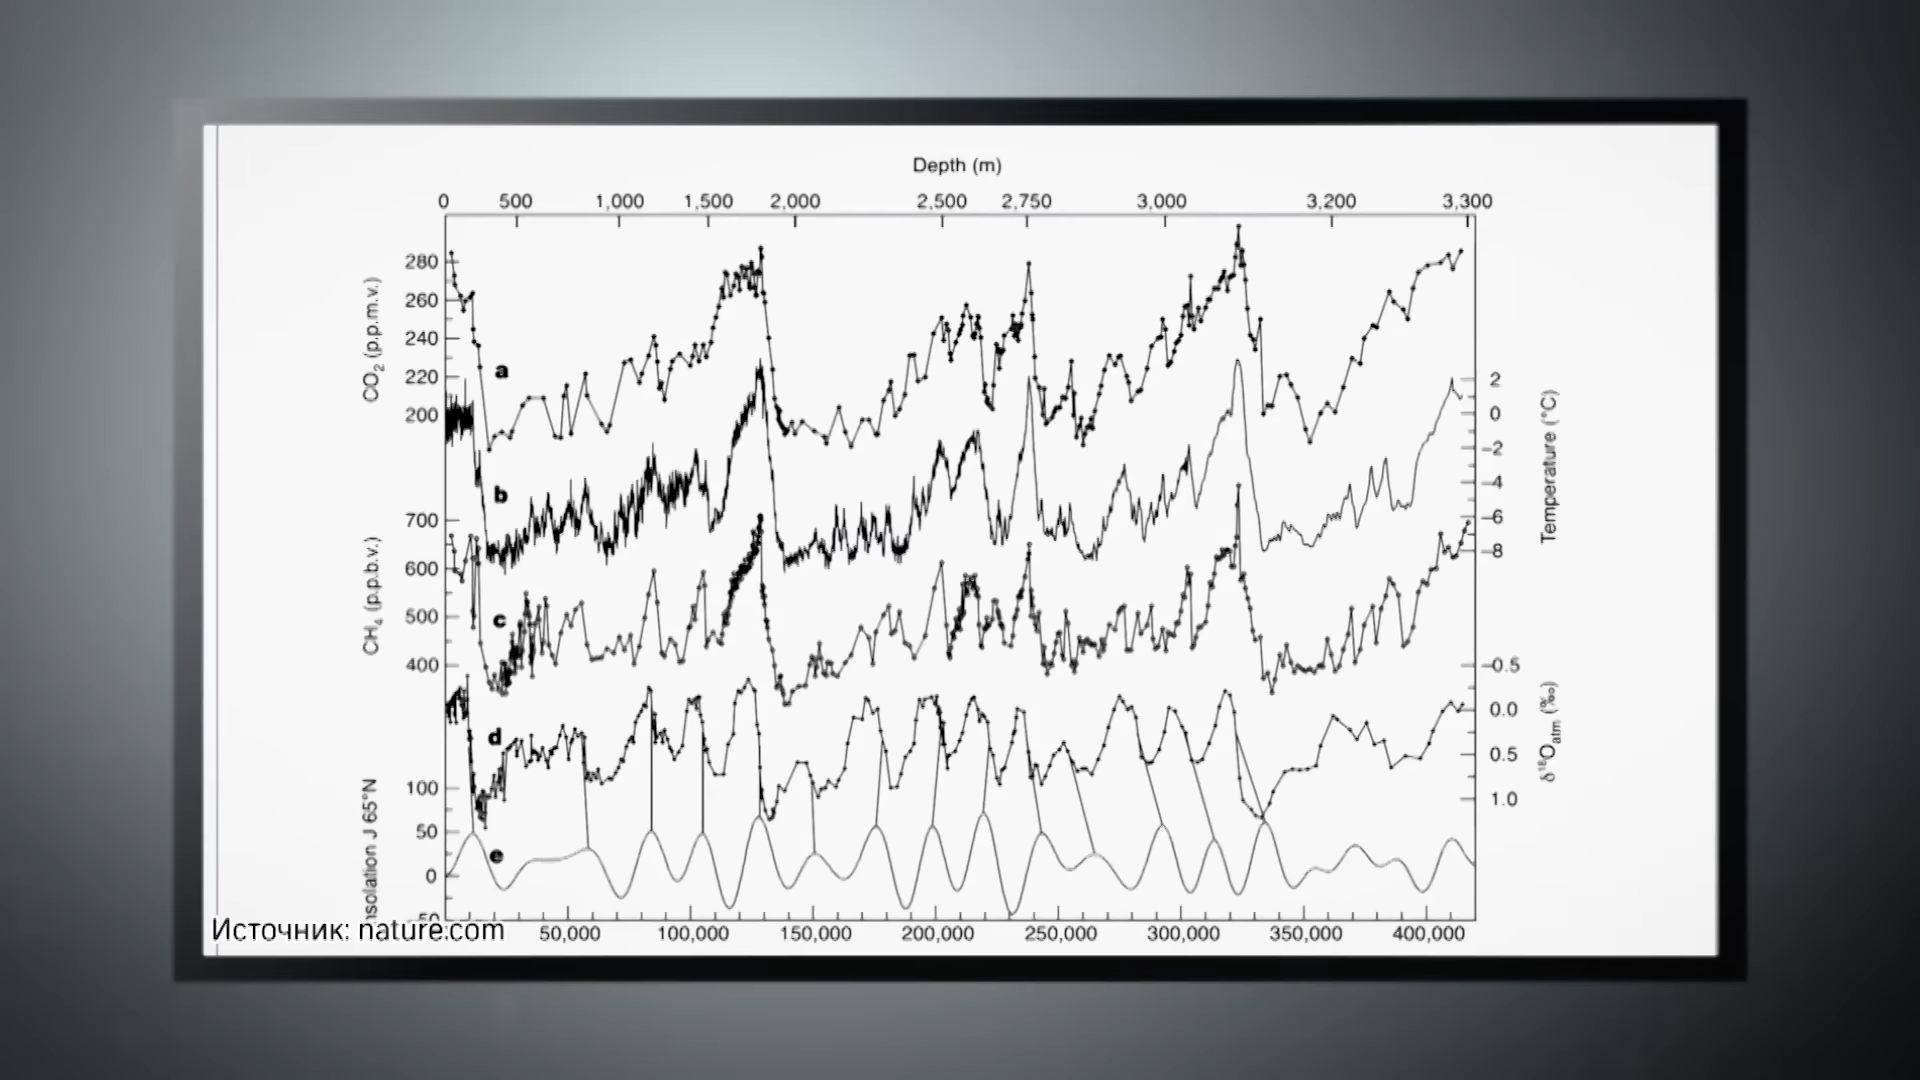 Depth (m)
0 500 1,000 1,500 2,000 2,500 2,750 3,000 3,200 3,300
CO2 (p.p.m.v.)
280
260
240
220
200
a
2
0
−2
−4
−6
−8
Temperature (°C)
b
CH4 (p.p.b.v.)
700
600
500
400
c
−0.5
0.0
0.5
1.0
δ18Oatm (‰)
d
J 65°N
100
50
0
e
Источник: nature.com
50,000 100,000 150,000 200,000 250,000 300,000 350,000 400,000